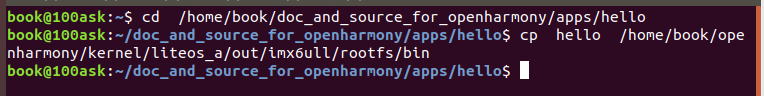 book@100ask:~$ cd  /home/book/doc_and_source_for_openharmony/apps/hello
book@100ask:~/doc_and_source_for_openharmony/apps/hello$ cp  hello  /home/book/ope
nharmony/kernel/liteos_a/out/imx6ull/rootfs/bin
book@100ask:~/doc_and_source_for_openharmony/apps/hello$